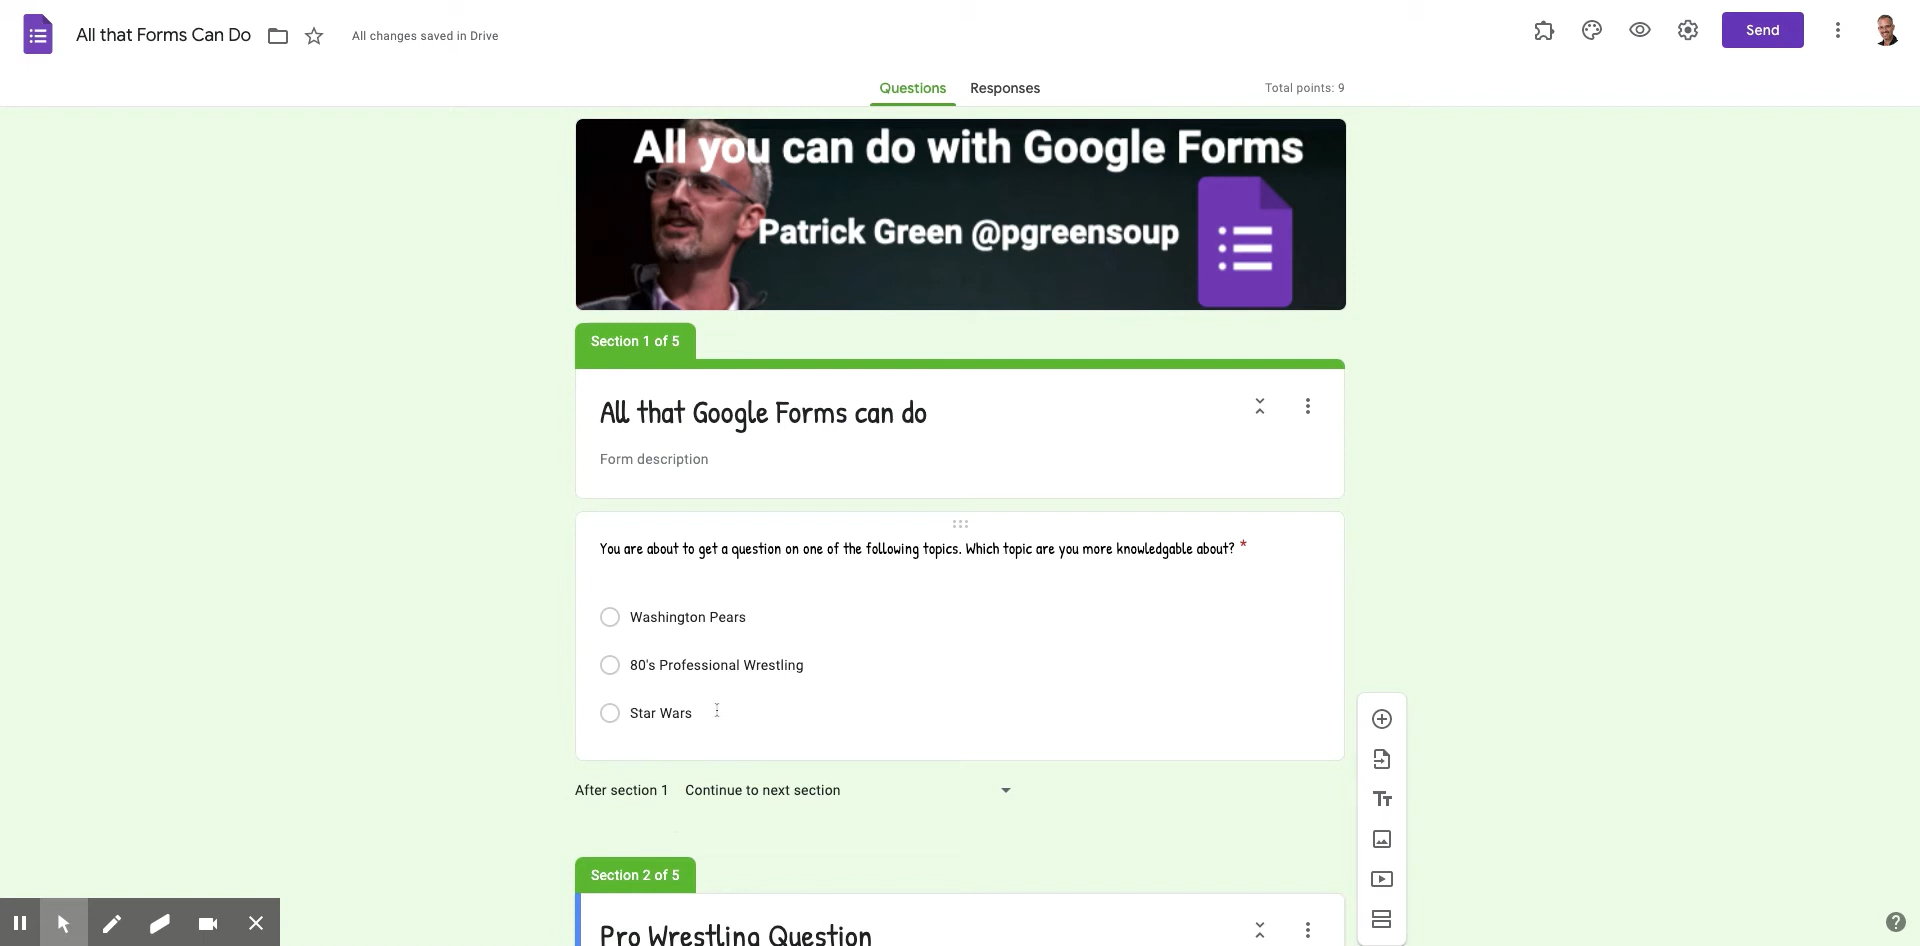 All that Forms Can Do
All changes saved in Drive
Send
Questions
Responses
Total points: 9
All you can do with Google Forms
Patrick Green @pgreensoup
Section 1 of 5
All that Google Forms can do
Form description
You are about to get a question on one of the following topics. Which topic are you more knowledgable about? *
Washington Pears
80's Professional Wrestling
Star Wars
After section 1 Continue to next section
Section 2 of 5
Pro Wrestling Question